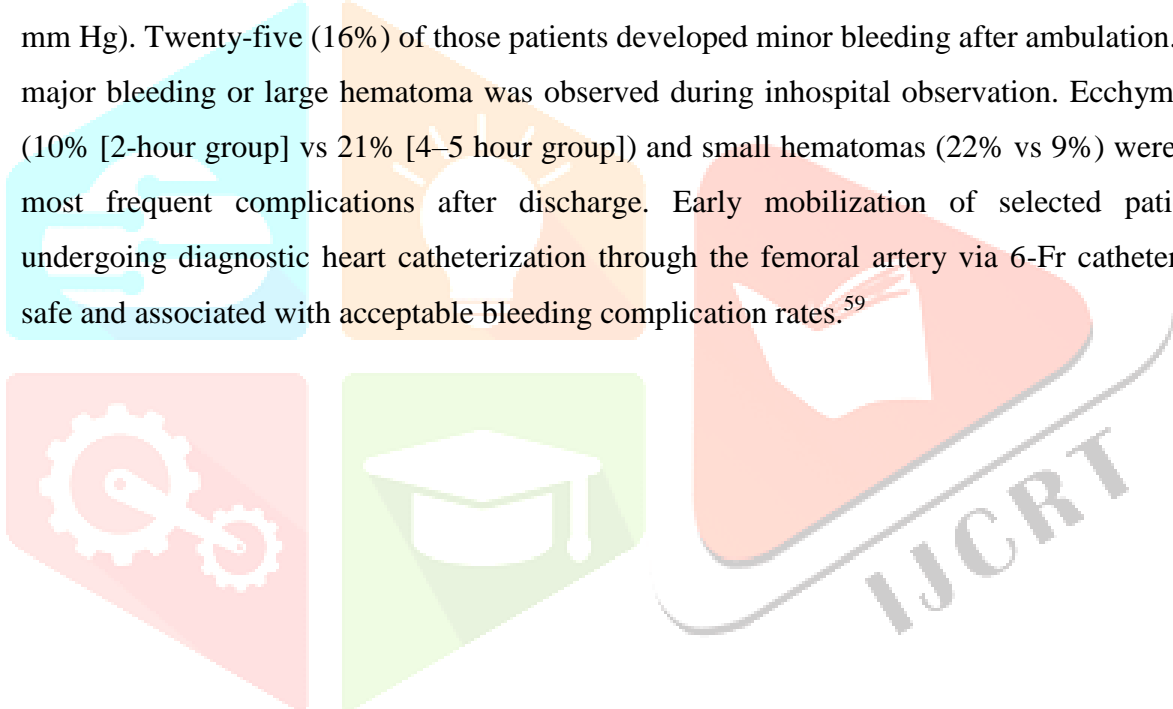 mm Hg). Twenty-five (16%) of those patients developed minor bleeding after ambulation.
major bleeding or large hematoma was observed during inhospital observation. Ecchym
(10% [2-hour group] vs 21% [4–5 hour group]) and small hematomas (22% vs 9%) were
most frequent complications after discharge. Early mobilization of selected pati
undergoing diagnostic heart catheterization through the femoral artery via 6-Fr catheter
safe and associated with acceptable bleeding complication rates.59
IJCRT